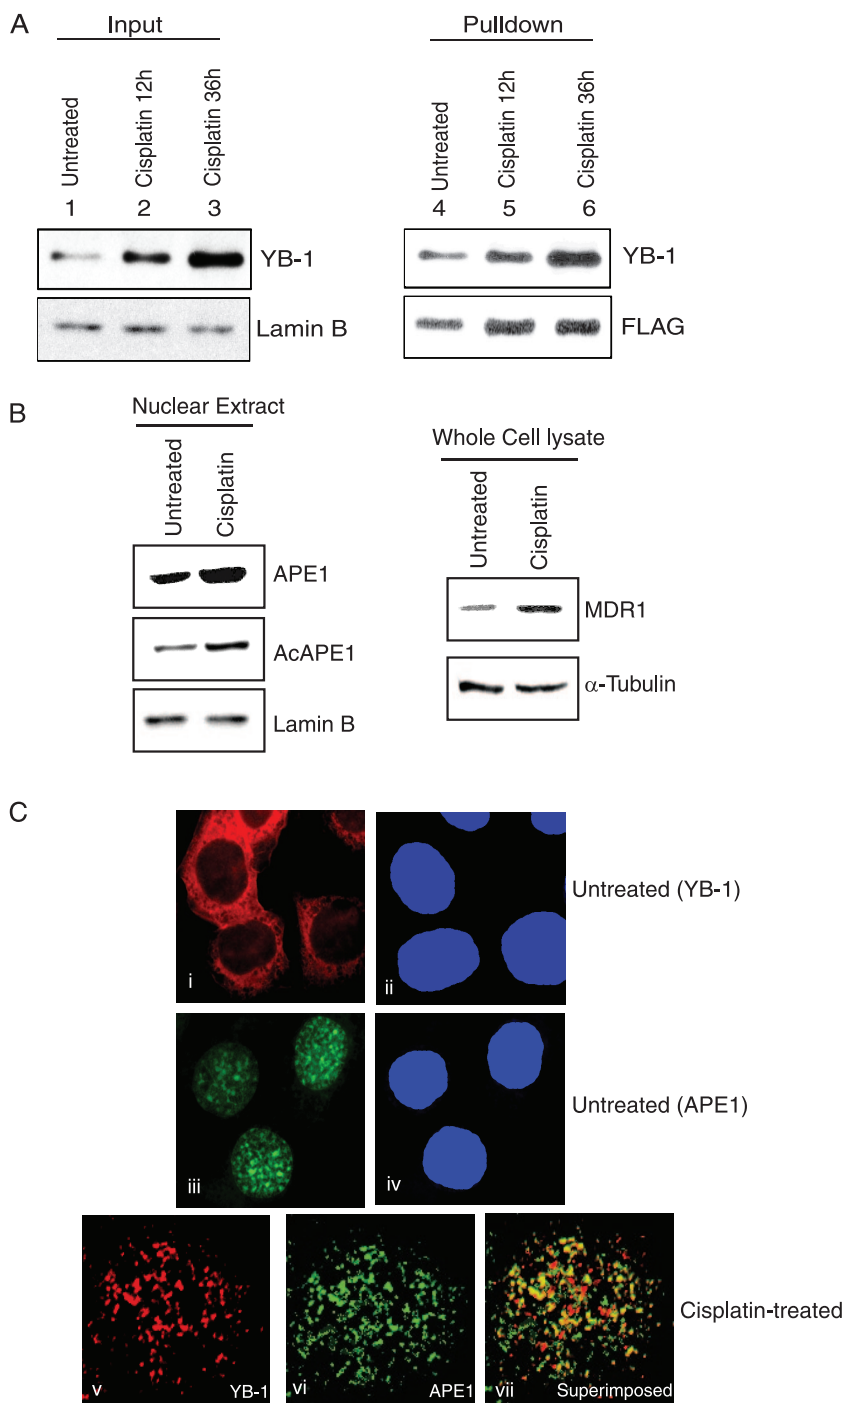 A
Input
Pulldown
Untreated
Cisplatin 12h
Cisplatin 36h
Untreated
Cisplatin 12h
Cisplatin 36h
1 2 3
4 5 6
YB-1
YB-1
Lamin B
FLAG
B
Nuclear Extract
Whole Cell lysate
Untreated
Cisplatin
Untreated
Cisplatin
APE1
MDR1
AcAPE1
α-Tubulin
Lamin B
C
i
ii
Untreated (YB-1)
iii
iv
Untreated (APE1)
Cisplatin-treated
v
YB-1
vi
APE1
vii
Superimposed